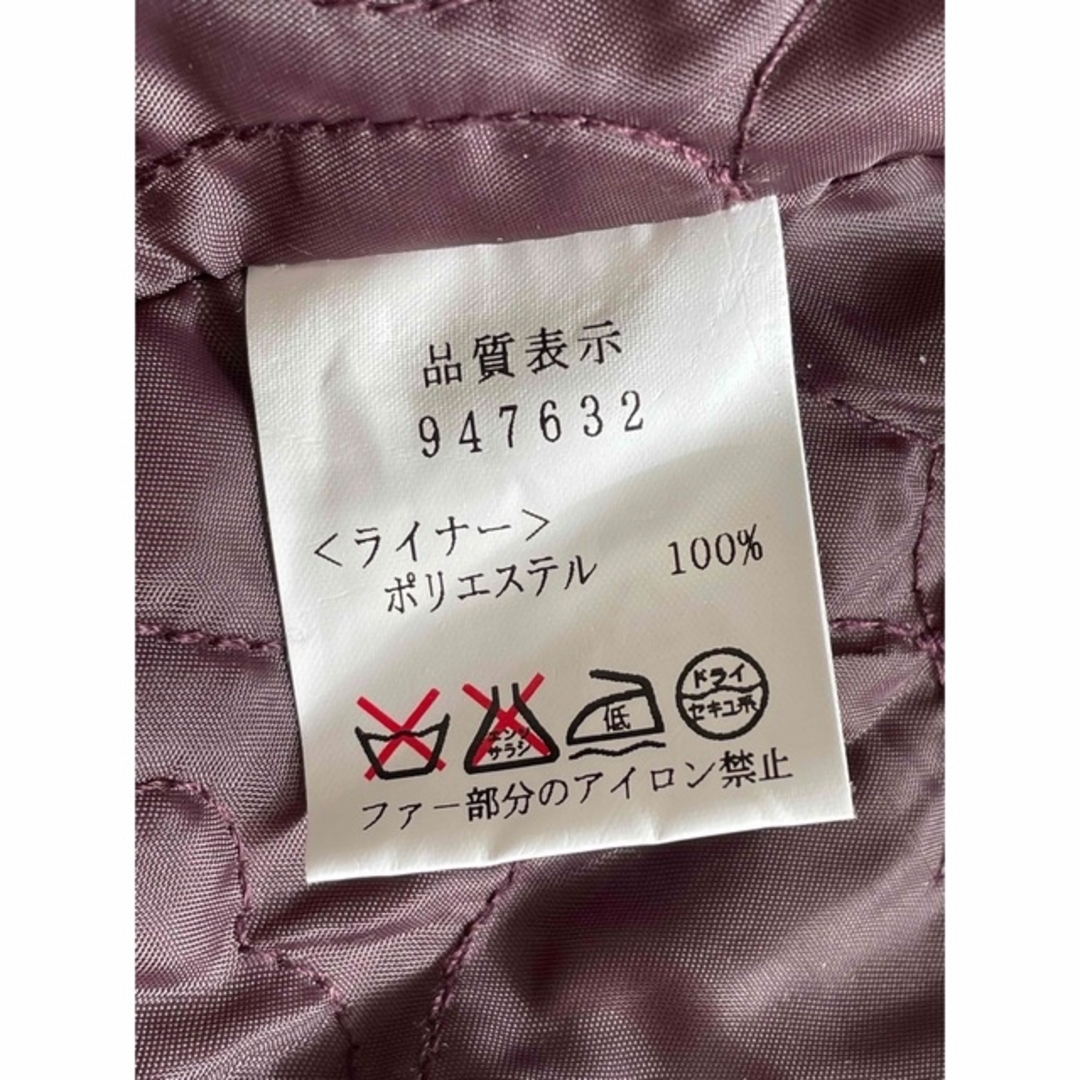 品質表示
947632
<ライナー>
ポリエステル 100%
エンソ
サラシ
低
ドライ
セキユ系
ファー部分のアイロン禁止